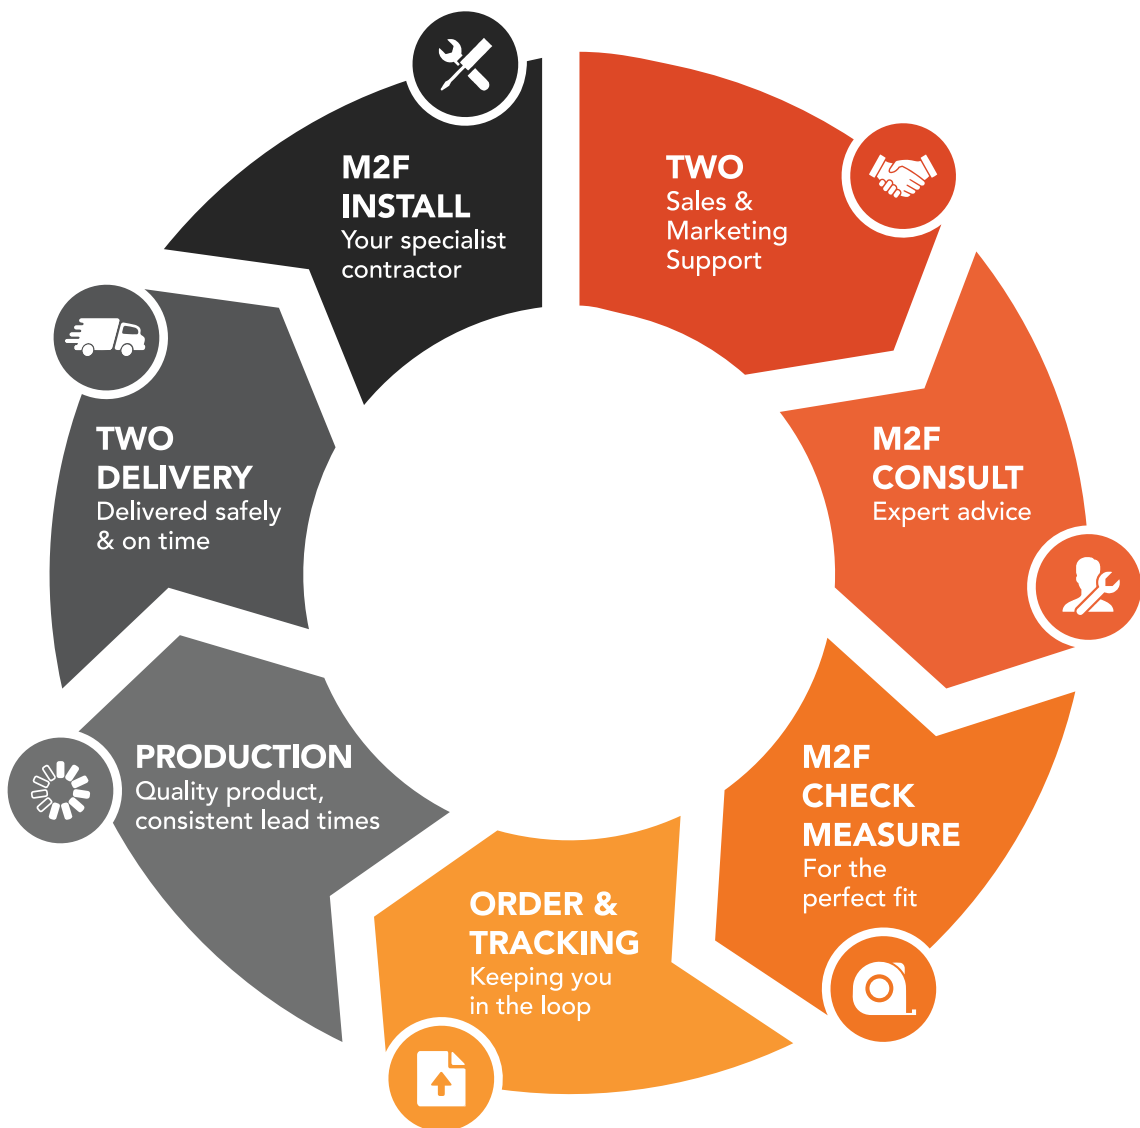 TWO
Sales &
Marketing
Support
M2F
CONSULT
Expert advice
M2F
CHECK
MEASURE
For the
perfect fit
ORDER &
TRACKING
Keeping you
in the loop
PRODUCTION
Quality product,
consistent lead times
TWO
DELIVERY
Delivered safely
& on time
M2F
INSTALL
Your specialist
contractor